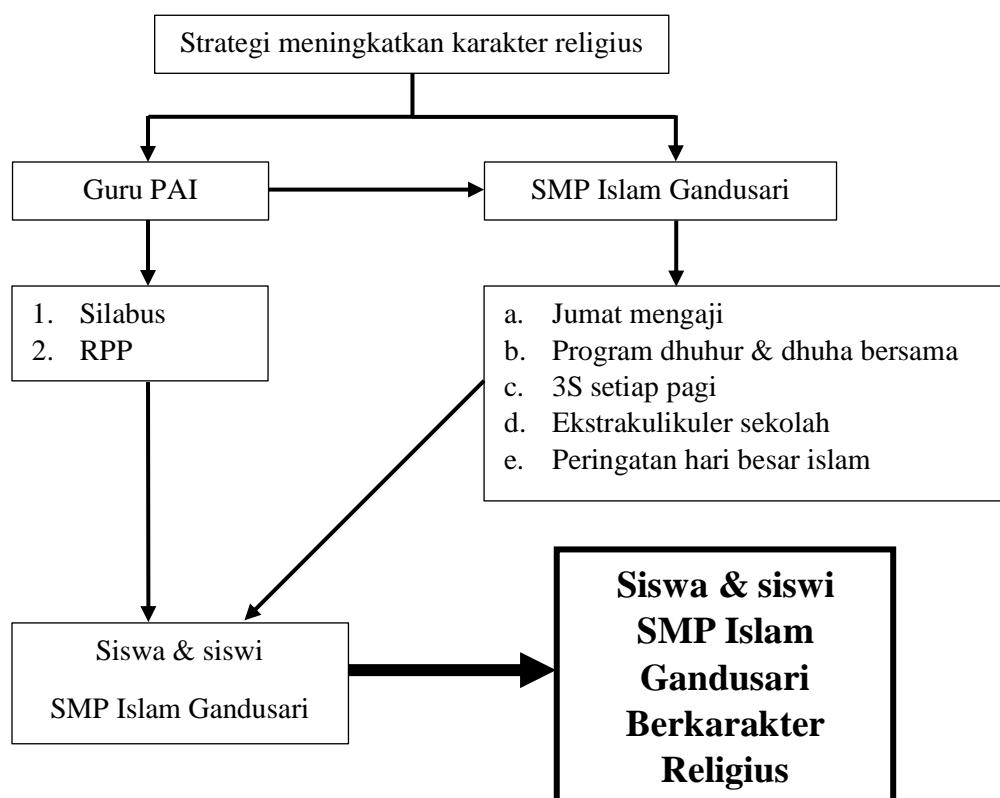 Strategi meningkatkan karakter religius
Guru PAI
SMP Islam Gandusari
1. Silabus
2. RPP
a. Jumat mengaji
b. Program dhuhur & dhuha bersama
c. 3S setiap pagi
d. Ekstrakulikuler sekolah
e. Peringatan hari besar islam
Siswa & siswi
SMP Islam Gandusari
Siswa & siswi
SMP Islam
Gandusari
Berkarakter
Religius